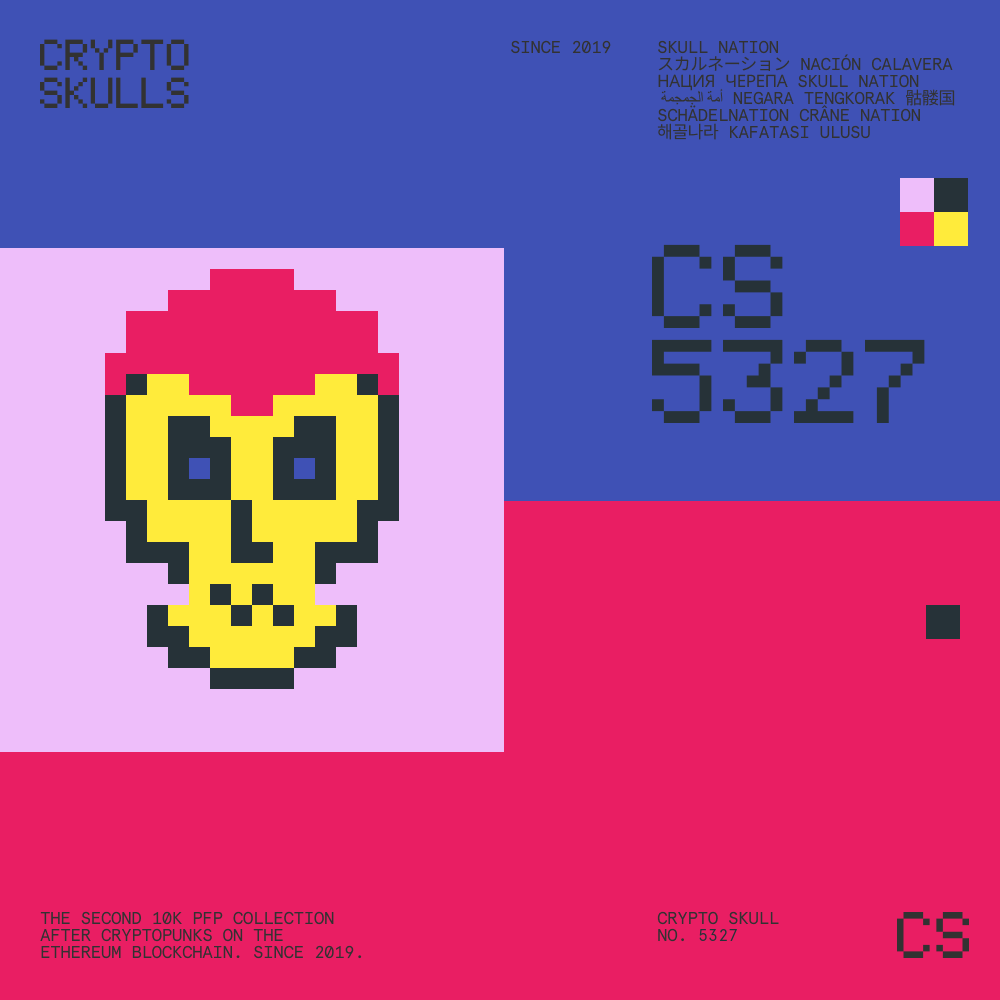 CRYPTO
SKULLS
SINCE 2019
SKULL NATION
スカルネーション NACIÓN CALAVERA
НАЦИЯ ЧЕРЕПА SKULL NATION
أمة الجمجمة NEGARA TENGKORAK 骷髅国
SCHÄDELNATION CRÂNE NATION
해골나라 KAFATASI ULUSU
CS
5327
THE SECOND 10K PFP COLLECTION
AFTER CRYPTOPUNKS ON THE
ETHEREUM BLOCKCHAIN. SINCE 2019.
CRYPTO SKULL
NO. 5327
CS